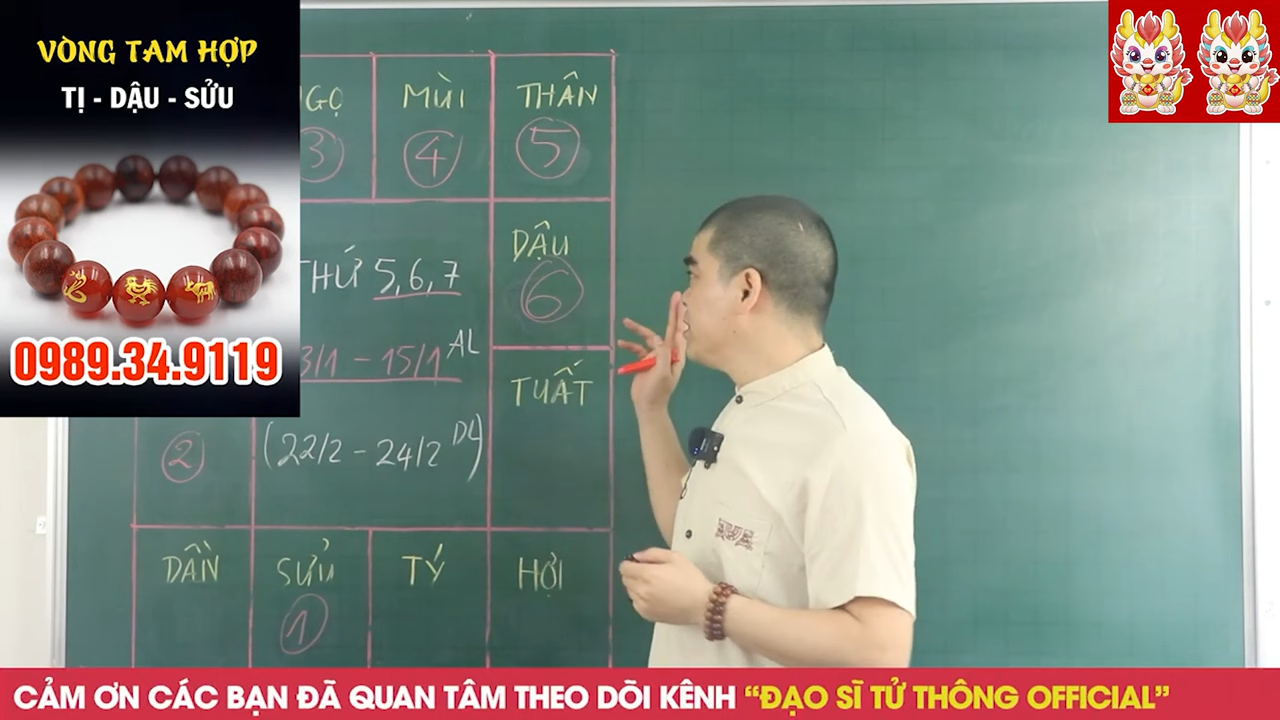 VÒNG TAM HỢP
TỊ - DẬU - SỬU
0989.34.9119
GỌ
MÙI
THÂN
3
4
5
THỨ 5,6,7
DẬU
6
3/1 - 15/1 AL
TUẤT
2
(22/2 - 24/2 DL)
DẦN
SỬU
TÝ
HỢI
1
CẢM ƠN CÁC BẠN ĐÃ QUAN TÂM THEO DÕI KÊNH “ĐẠO SĨ TỬ THÔNG OFFICIAL”